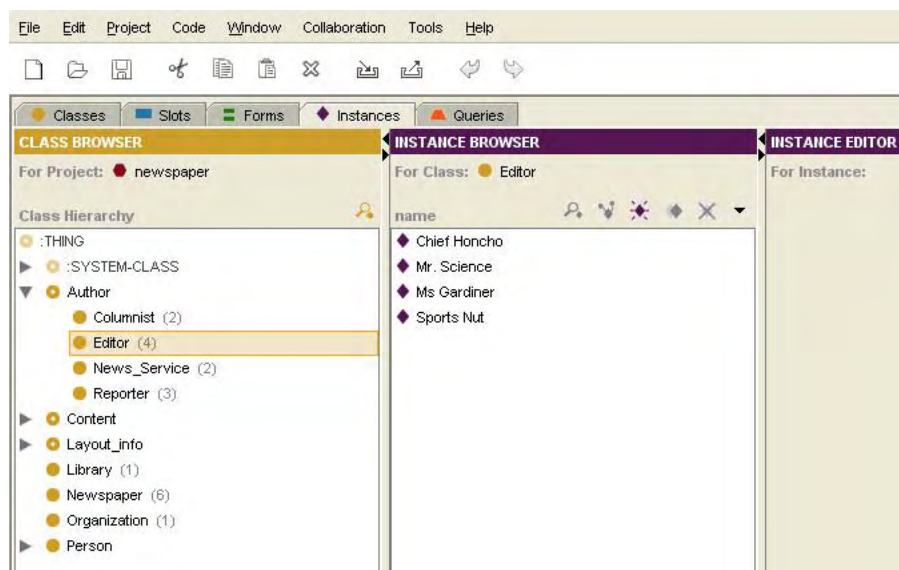 File Edit Project Code Window Collaboration Tools Help
Classes Slots Forms Instances Queries
CLASS BROWSER
For Project: newspaper
Class Hierarchy
:THING
:SYSTEM-CLASS
Author
Columnist (2)
Editor (4)
News_Service (2)
Reporter (3)
Content
Layout_info
Library (1)
Newspaper (6)
Organization (1)
Person
INSTANCE BROWSER
For Class: Editor
name
Chief Honcho
Mr. Science
Ms Gardiner
Sports Nut
INSTANCE EDITOR
For Instance: